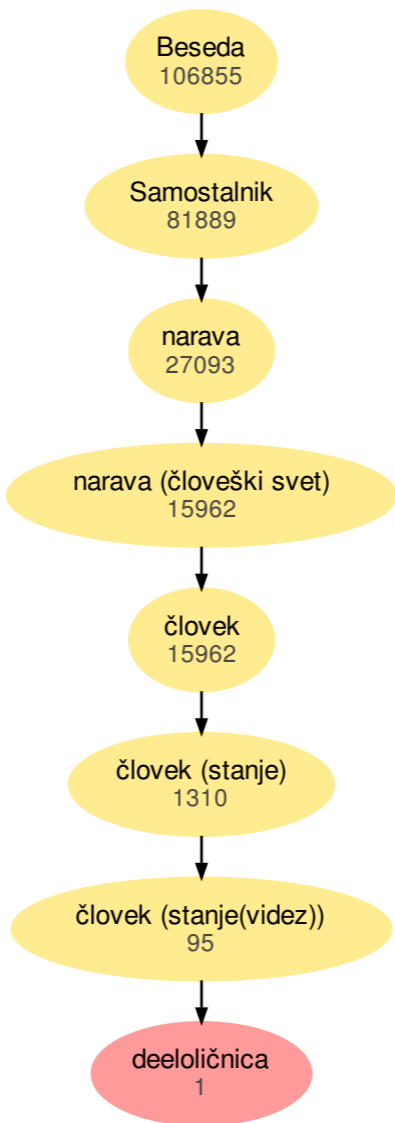 Beseda
106855
Samostalnik
81889
narava
27093
narava (človeški svet)
15962
človek
15962
človek (stanje)
1310
človek (stanje(videz))
95
deeloličnica
1